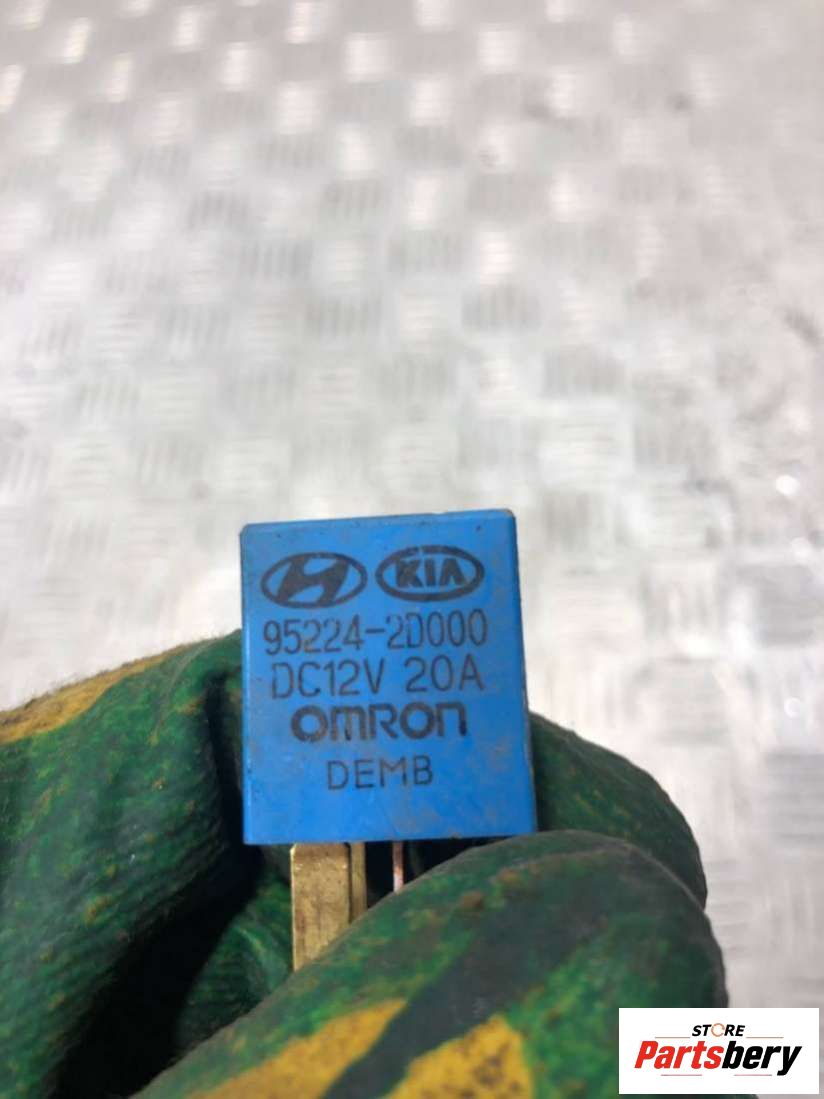 KIA
95224-2D000
DC12V 20A
omron
DEMB
STORE
Partsbery